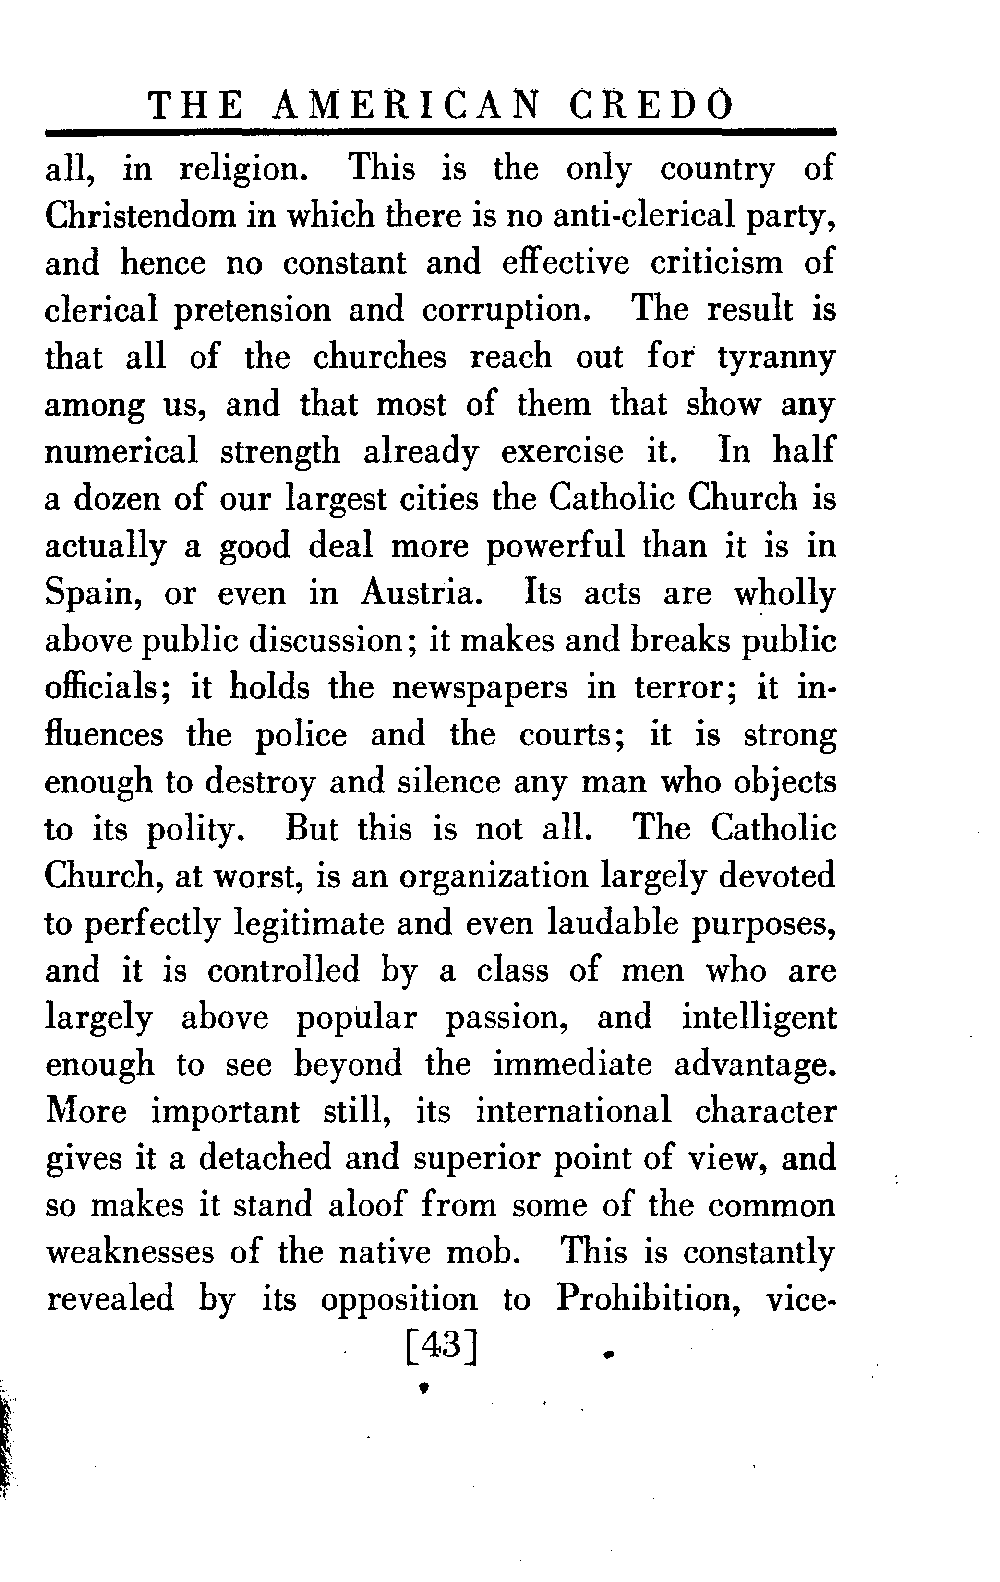 THE AMERICAN CREDO
all, in religion. This is the only country of
Christendom in which there is no anti-clerical party,
and hence no constant and effective criticism of
clerical pretension and corruption. The result is
that all of the churches reach out for tyranny
among us, and that most of them that show any
numerical strength already exercise it. In half
a dozen of our largest cities the Catholic Church is
actually a good deal more powerful than it is in
Spain, or even in Austria. Its acts are wholly
above public discussion; it makes and breaks public
officials; it holds the newspapers in terror; it in-
fluences the police and the courts; it is strong
enough to destroy and silence any man who objects
to its polity. But this is not all. The Catholic
Church, at worst, is an organization largely devoted
to perfectly legitimate and even laudable purposes,
and it is controlled by a class of men who are
largely above popular passion, and intelligent
enough to see beyond the immediate advantage.
More important still, its international character
gives it a detached and superior point of view, and
so makes it stand aloof from some of the common
weaknesses of the native mob. This is constantly
revealed by its opposition to Prohibition, vice-
[43]